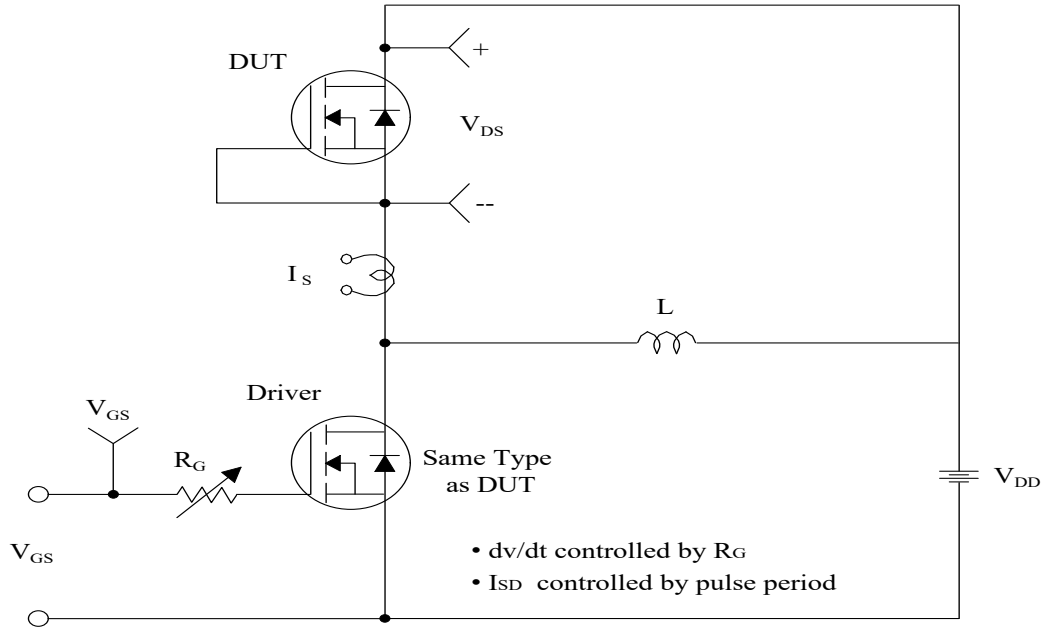 DUT
+
VDS
--
I S
L
Driver
VGS
RG
Same Type
as DUT
VDD
VGS
• dv/dt controlled by RG
• ISD controlled by pulse period